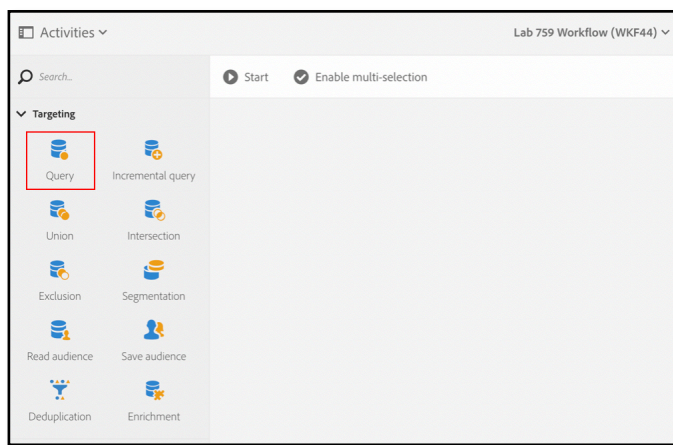 Activities
Lab 759 Workflow (WKF44)
Search...
Start
Enable multi-selection
Targeting
Query
Incremental query
Union
Intersection
Exclusion
Segmentation
Read audience
Save audience
Deduplication
Enrichment